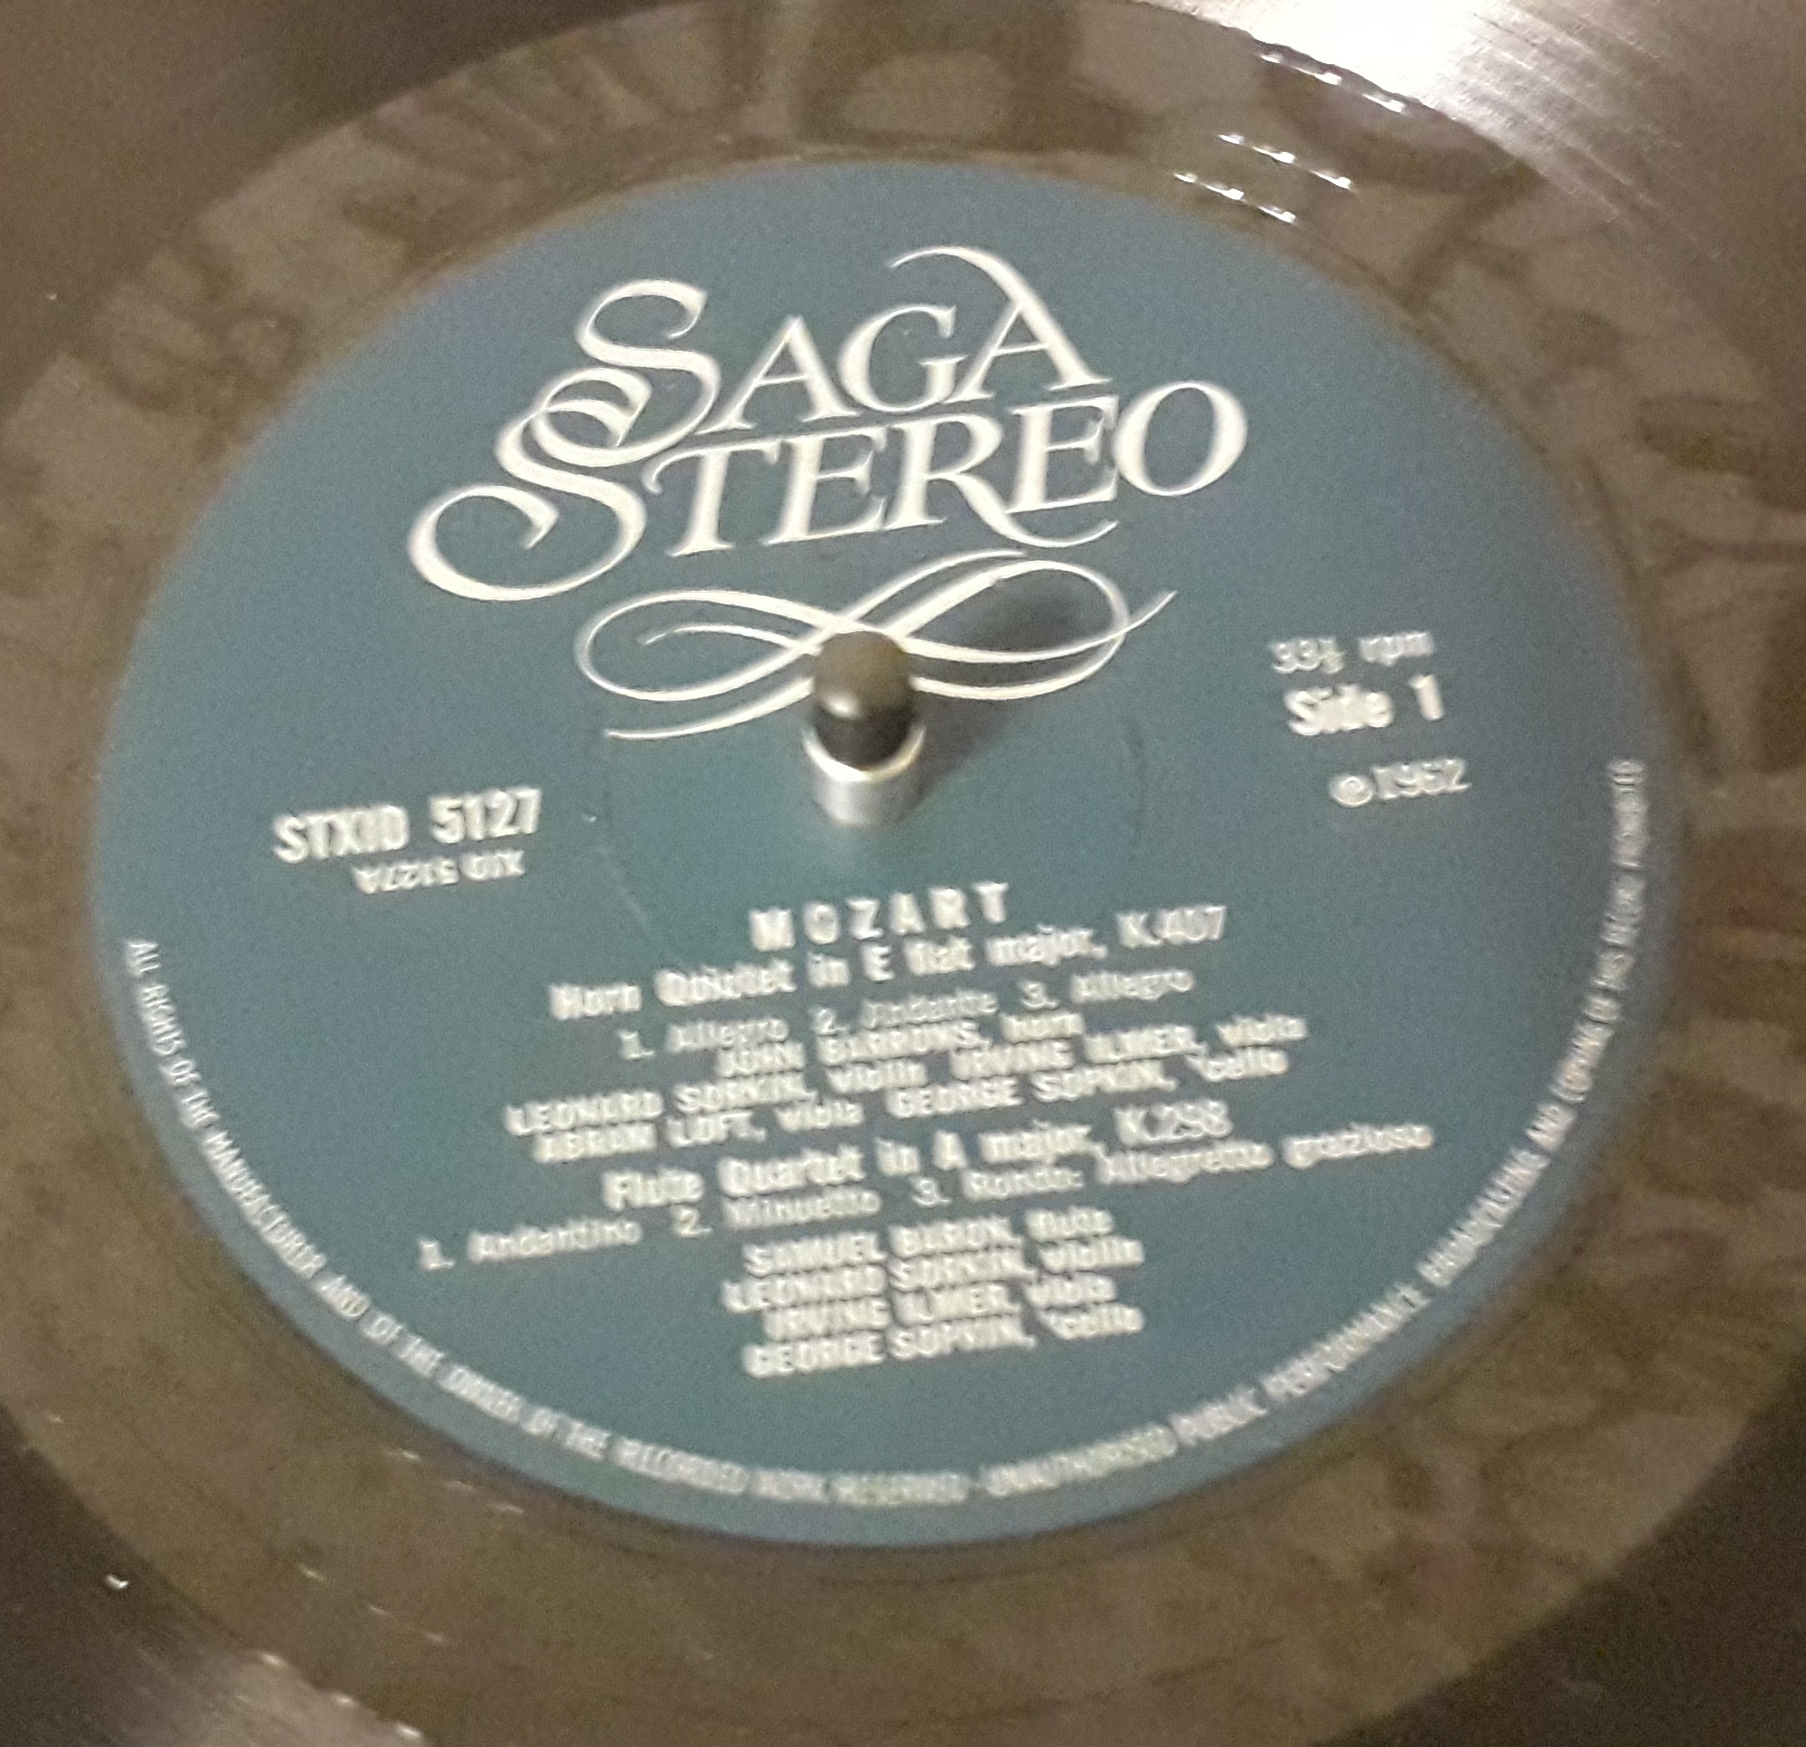 SAGA
STEREO
33⅓ rpm
Side 1
℗1962
STXID 5127
XID 5127A
MOZART
Horn Quintet in E flat major, K.407
1. Allegro 2. Andante 3. Allegro
JOHN BARROWS, horn
LEONARD SORKIN, violin IRVING ILMER, viola
ABRAM LOFT, viola GEORGE SOPKIN, 'cello
Flute Quartet in A major, K.298
1. Andantino 2. Minuetto 3. Rondo: Allegretto grazioso
SAMUEL BARON, flute
LEONARD SORKIN, violin
IRVING ILMER, viola
GEORGE SOPKIN, 'cello
ALL RIGHTS OF THE MANUFACTURER AND OF THE OWNER OF THE RECORDED WORK RESERVED · UNAUTHORISED PUBLIC PERFORMANCE BROADCASTING AND COPYING OF THIS RECORD PROHIBITED